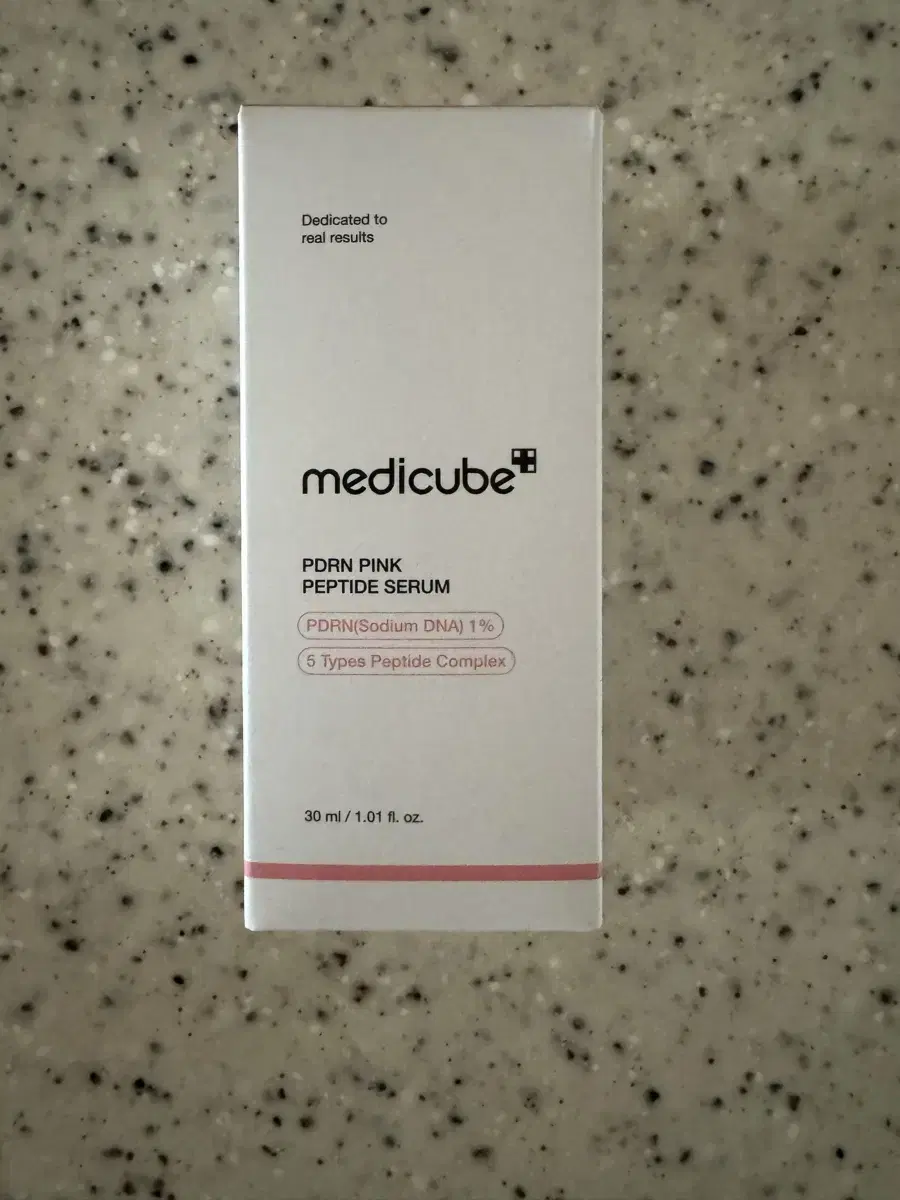 Dedicated to
real results
medicube
PDRN PINK
PEPTIDE SERUM
PDRN(Sodium DNA) 1%
5 Types Peptide Complex
30 ml / 1.01 fl. oz.